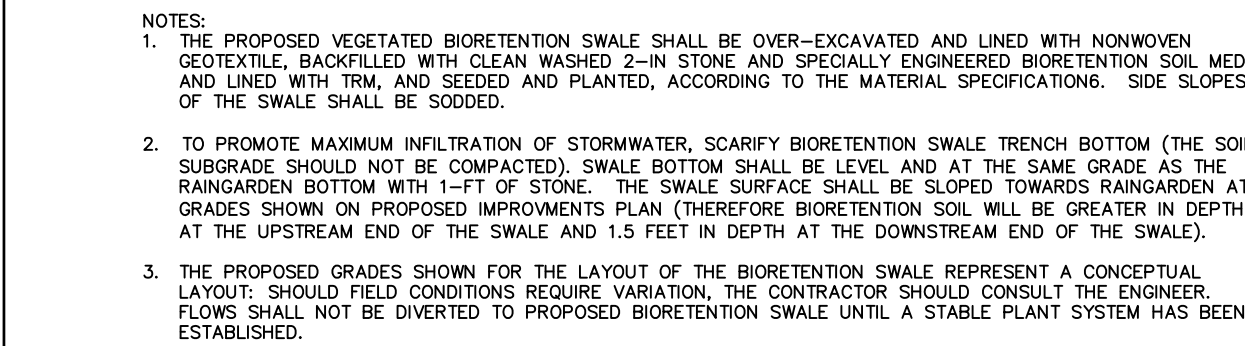 NOTES:
1. THE PROPOSED VEGETATED BIORETENTION SWALE SHALL BE OVER-EXCAVATED AND LINED WITH NONWOVEN
GEOTEXTILE, BACKFILLED WITH CLEAN WASHED 2-IN STONE AND SPECIALLY ENGINEERED BIORETENTION SOIL MED
AND LINED WITH TRM, AND SEEDED AND PLANTED, ACCORDING TO THE MATERIAL SPECIFICATION6. SIDE SLOPES
OF THE SWALE SHALL BE SODDED.
2. TO PROMOTE MAXIMUM INFILTRATION OF STORMWATER, SCARIFY BIORETENTION SWALE TRENCH BOTTOM (THE SOI
SUBGRADE SHOULD NOT BE COMPACTED). SWALE BOTTOM SHALL BE LEVEL AND AT THE SAME GRADE AS THE
RAINGARDEN BOTTOM WITH 1-FT OF STONE. THE SWALE SURFACE SHALL BE SLOPED TOWARDS RAINGARDEN AT
GRADES SHOWN ON PROPOSED IMPROVMENTS PLAN (THEREFORE BIORETENTION SOIL WILL BE GREATER IN DEPTH
AT THE UPSTREAM END OF THE SWALE AND 1.5 FEET IN DEPTH AT THE DOWNSTREAM END OF THE SWALE).
3. THE PROPOSED GRADES SHOWN FOR THE LAYOUT OF THE BIORETENTION SWALE REPRESENT A CONCEPTUAL
LAYOUT: SHOULD FIELD CONDITIONS REQUIRE VARIATION, THE CONTRACTOR SHOULD CONSULT THE ENGINEER.
FLOWS SHALL NOT BE DIVERTED TO PROPOSED BIORETENTION SWALE UNTIL A STABLE PLANT SYSTEM HAS BEEN
ESTABLISHED.